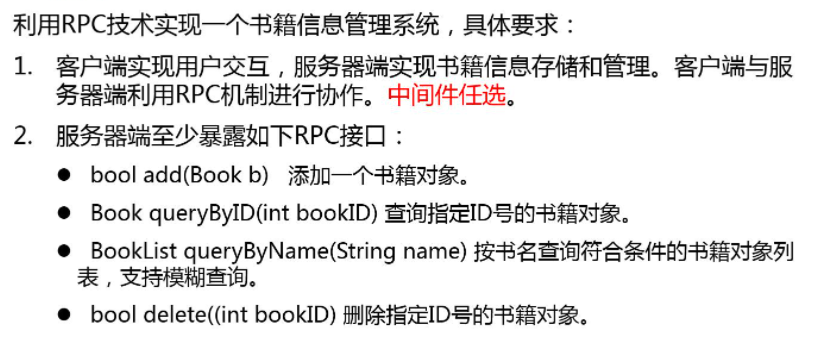 利用RPC技术实现一个书籍信息管理系统，具体要求：
1. 客户端实现用户交互，服务器端实现书籍信息存储和管理。客户端与服
务器端利用RPC机制进行协作。中间件任选。
2. 服务器端至少暴露如下RPC接口：
● bool add(Book b) 添加一个书籍对象。
● Book queryByID(int bookID) 查询指定ID号的书籍对象。
● BookList queryByName(String name) 按书名查询符合条件的书籍对象列
表，支持模糊查询。
● bool delete((int bookID) 删除指定ID号的书籍对象。